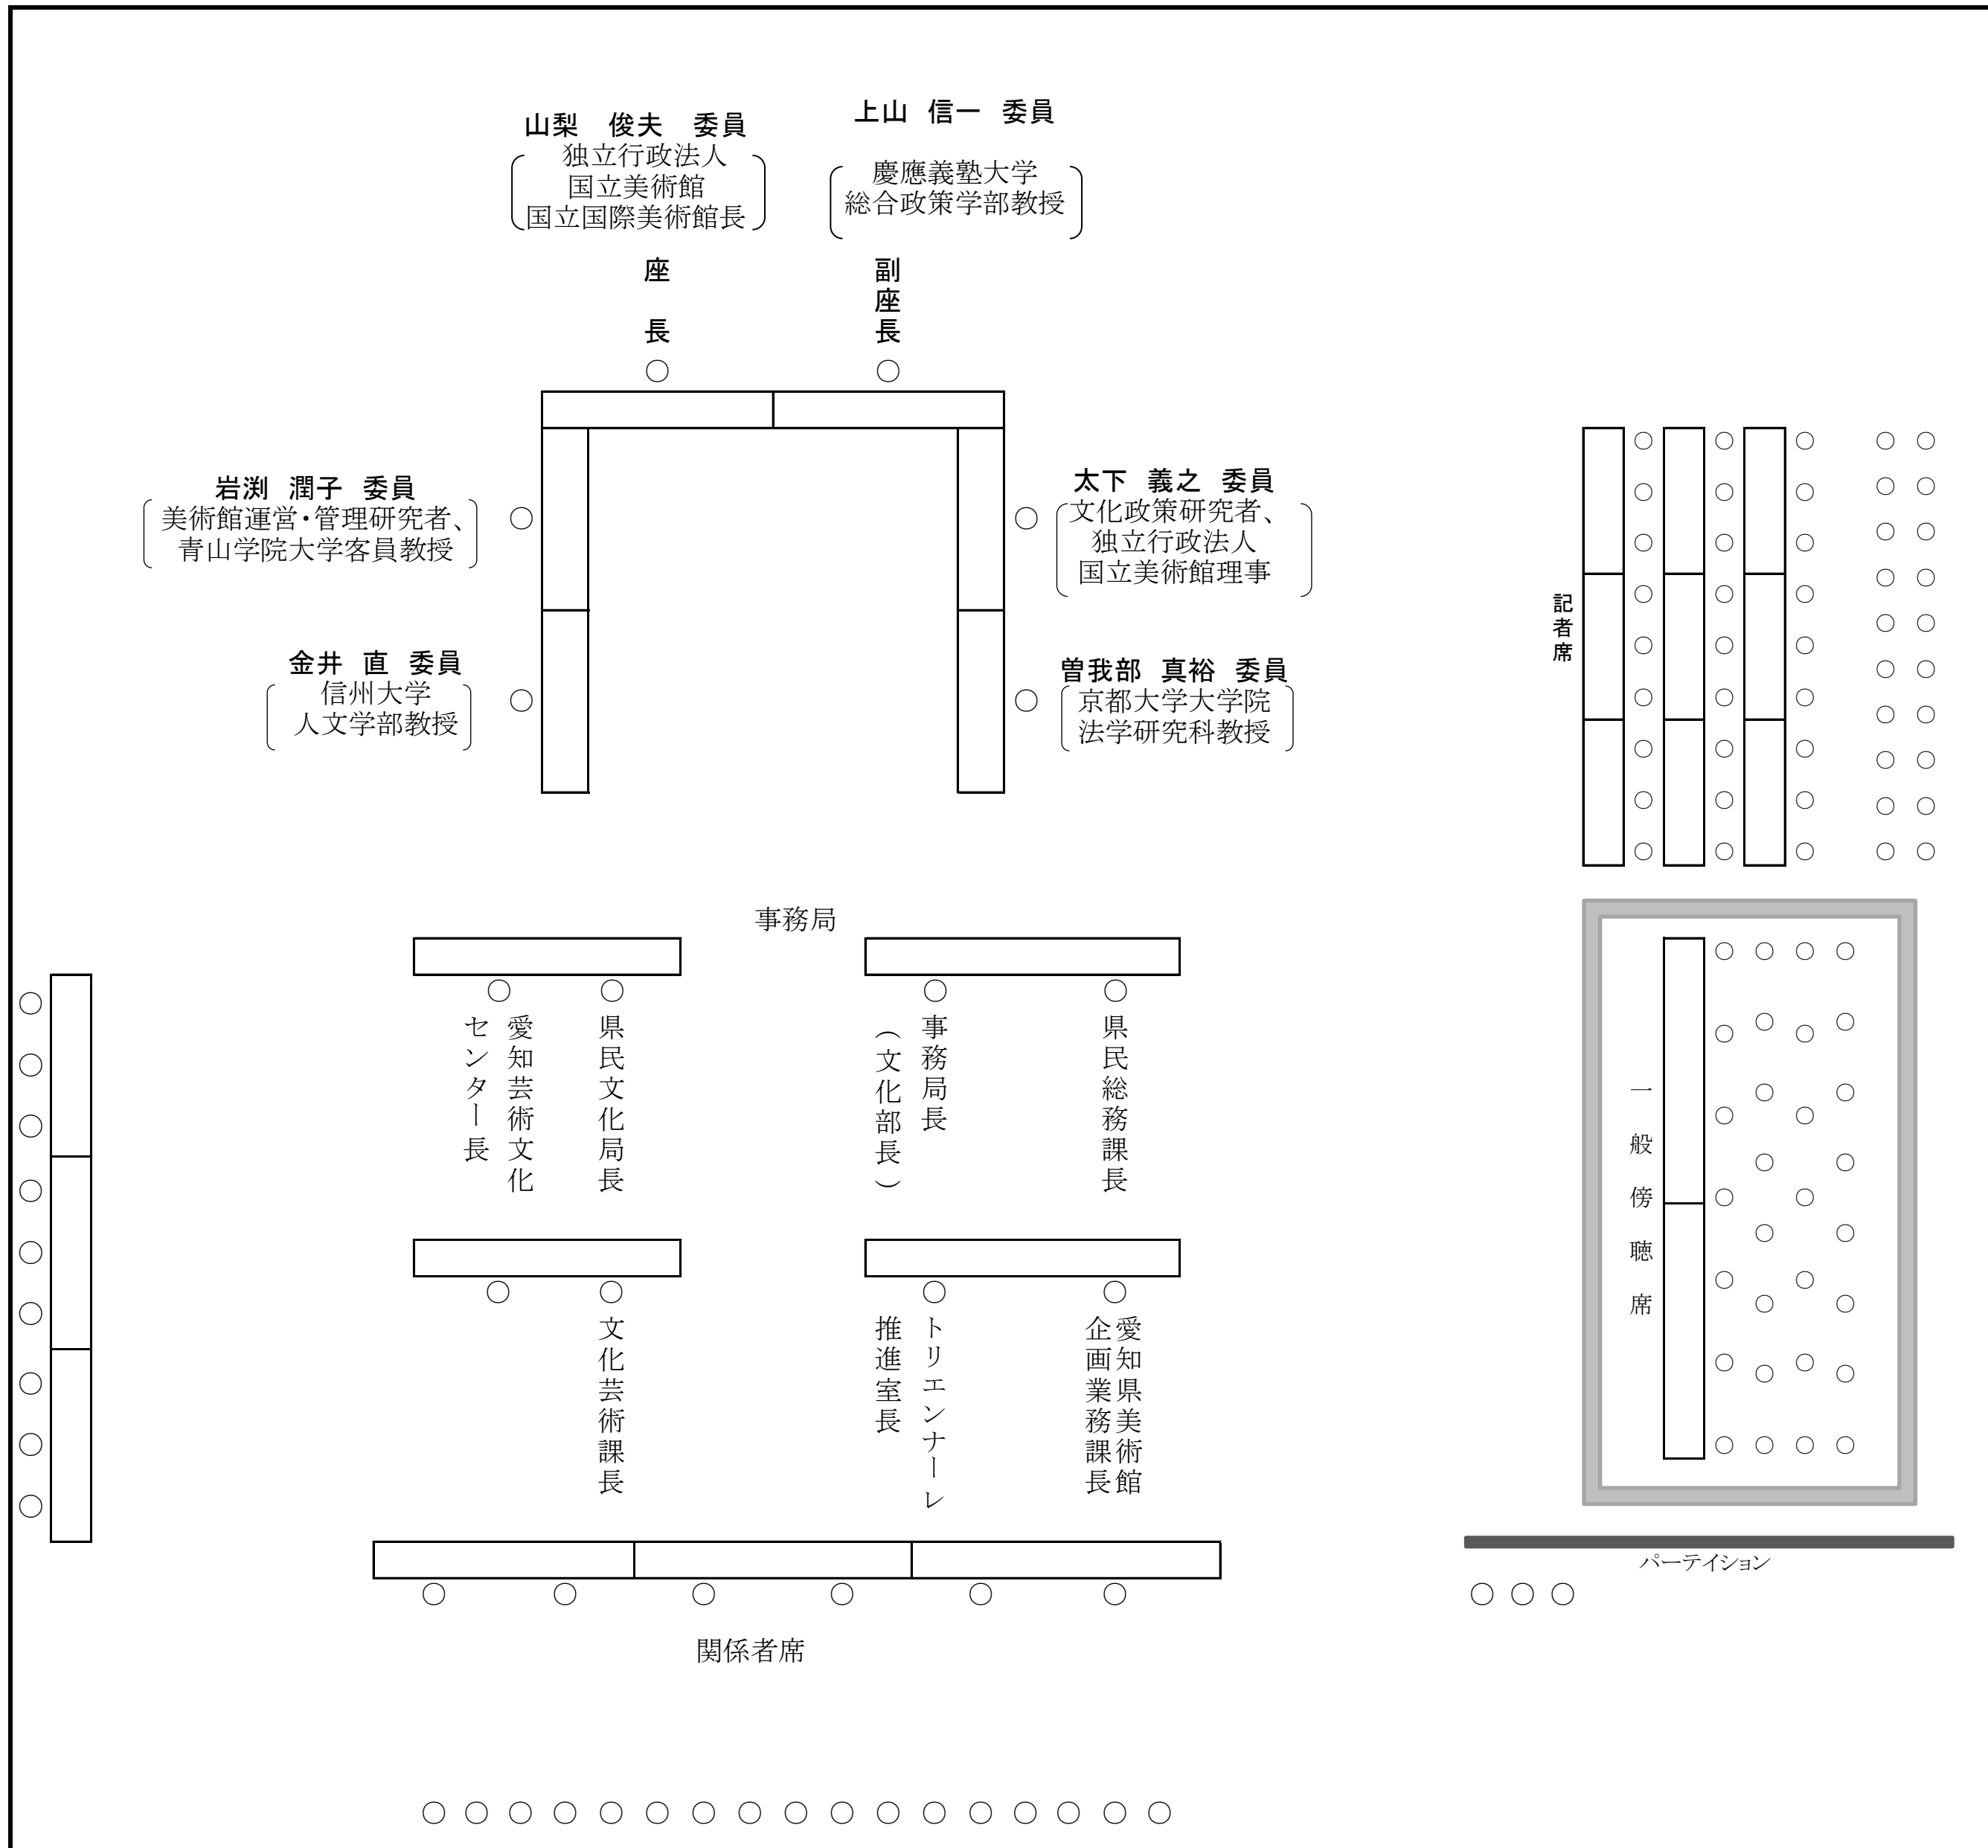 山梨　俊夫　委員
独立行政法人
国立美術館
国立国際美術館長
座長
上山 信一 委員
慶應義塾大学
総合政策学部教授
副座長
岩渕 潤子 委員
美術館運営・管理研究者、
青山学院大学客員教授
太下 義之 委員
文化政策研究者、
独立行政法人
国立美術館理事
金井 直 委員
信州大学
人文学部教授
曽我部 真裕 委員
京都大学大学院
法学研究科教授
記者席
事務局
愛知芸術文化
センター長
県民文化局長
事務局長
（文化部長）
県民総務課長
一般傍聴席
文化芸術課長
トリエンナーレ
推進室長
愛知県美術館
企画業務課長
パーテイション
関係者席